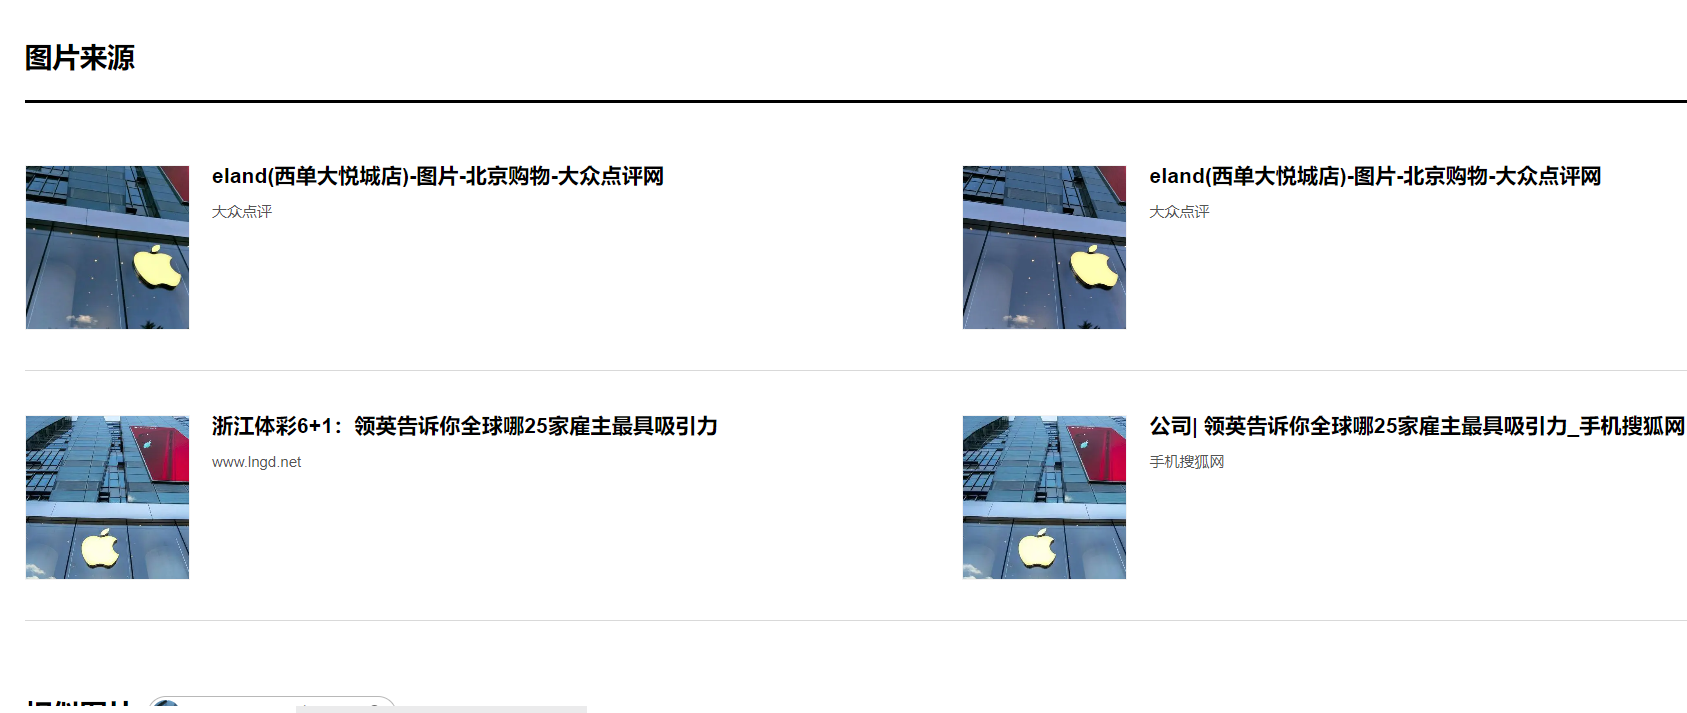 图片来源
eland(西单大悦城店)-图片-北京购物-大众点评网
大众点评
eland(西单大悦城店)-图片-北京购物-大众点评网
大众点评
浙江体彩6+1：领英告诉你全球哪25家雇主最具吸引力
www.lngd.net
公司| 领英告诉你全球哪25家雇主最具吸引力_手机搜狐网
手机搜狐网